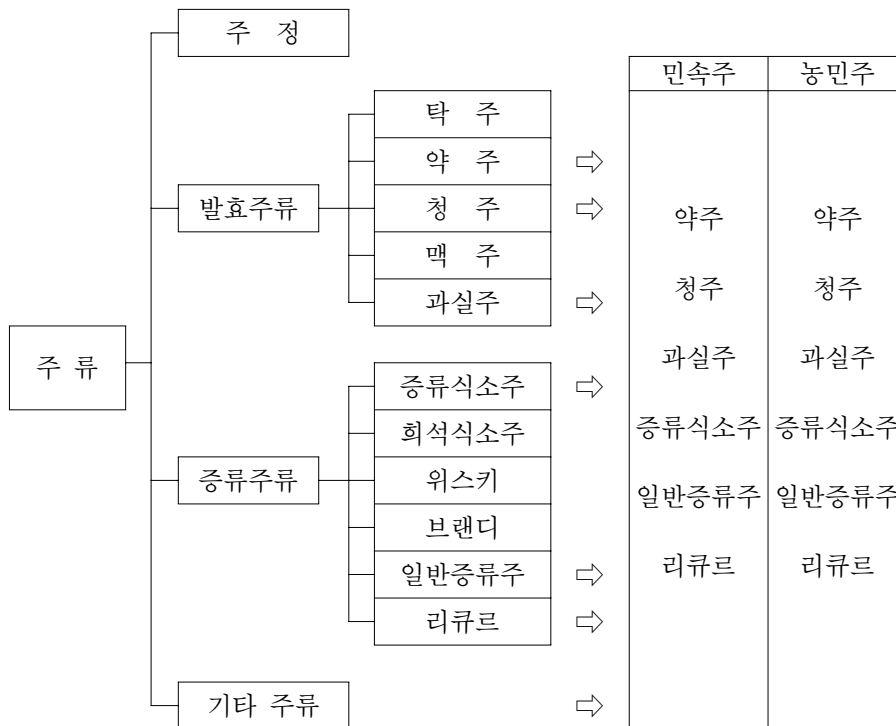 주 정
민속주 농민주
탁 주
약 주 ⇨
발효주류
청 주 ⇨
약주 약주
맥 주
청주 청주
과실주 ⇨
주 류
과실주 과실주
증류식소주 ⇨
희석식소주
증류식소주 증류식소주
증류주류
위스키
일반증류주 일반증류주
브랜디
일반증류주 ⇨
리큐르 리큐르
리큐르 ⇨
기타 주류 ⇨